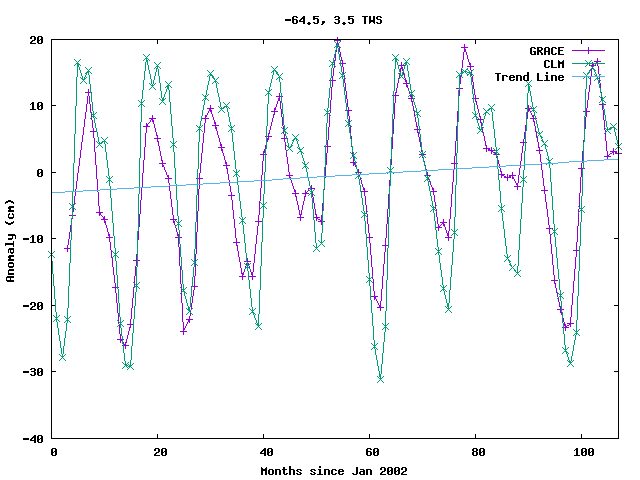 -64.5, 3.5 TWS
GRACE
CLM
Trend Line
20
10
0
-10
-20
-30
-40
Anomaly (cm)
0 20 40 60 80 100
Months since Jan 2002